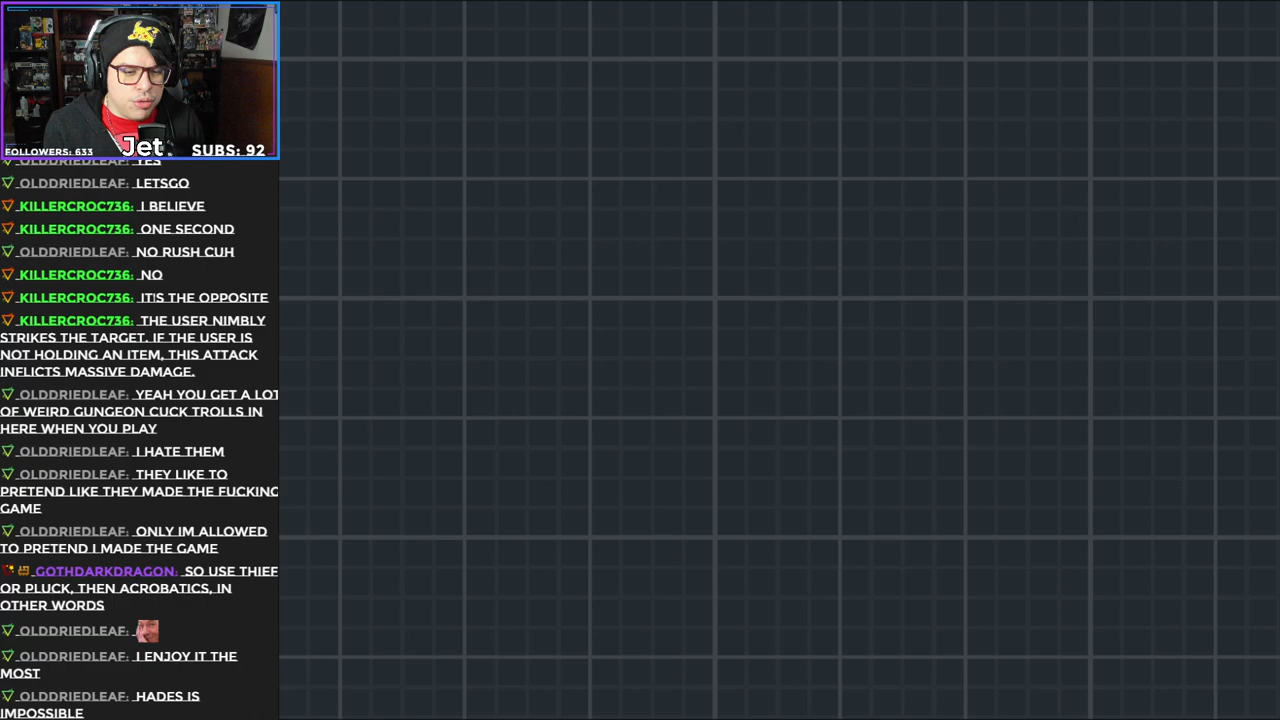 Jet
FOLLOWERS: 633
SUBS: 92
OLDDRIEDLEAF: YES
OLDDRIEDLEAF: LETSGO
KILLERCROC736: I BELIEVE
KILLERCROC736: ONE SECOND
OLDDRIEDLEAF: NO RUSH CUH
KILLERCROC736: NO
KILLERCROC736: IT'S THE OPPOSITE
KILLERCROC736: THE USER NIMBLY
STRIKES THE TARGET. IF THE USER IS
NOT HOLDING AN ITEM, THIS ATTACK
INFLICTS MASSIVE DAMAGE.
OLDDRIEDLEAF: YEAH YOU GET A LOT
OF WEIRD GUNGEON CUCK TROLLS IN
HERE WHEN YOU PLAY
OLDDRIEDLEAF: I HATE THEM
OLDDRIEDLEAF: THEY LIKE TO
PRETEND LIKE THEY MADE THE FUCKING
GAME
OLDDRIEDLEAF: ONLY IM ALLOWED
TO PRETEND I MADE THE GAME
GOTHDARKDRAGON: SO USE THIEF
OR PLUCK, THEN ACROBATICS, IN
OTHER WORDS
OLDDRIEDLEAF:
OLDDRIEDLEAF: I ENJOY IT THE
MOST
OLDDRIEDLEAF: HADES IS
IMPOSSIBLE